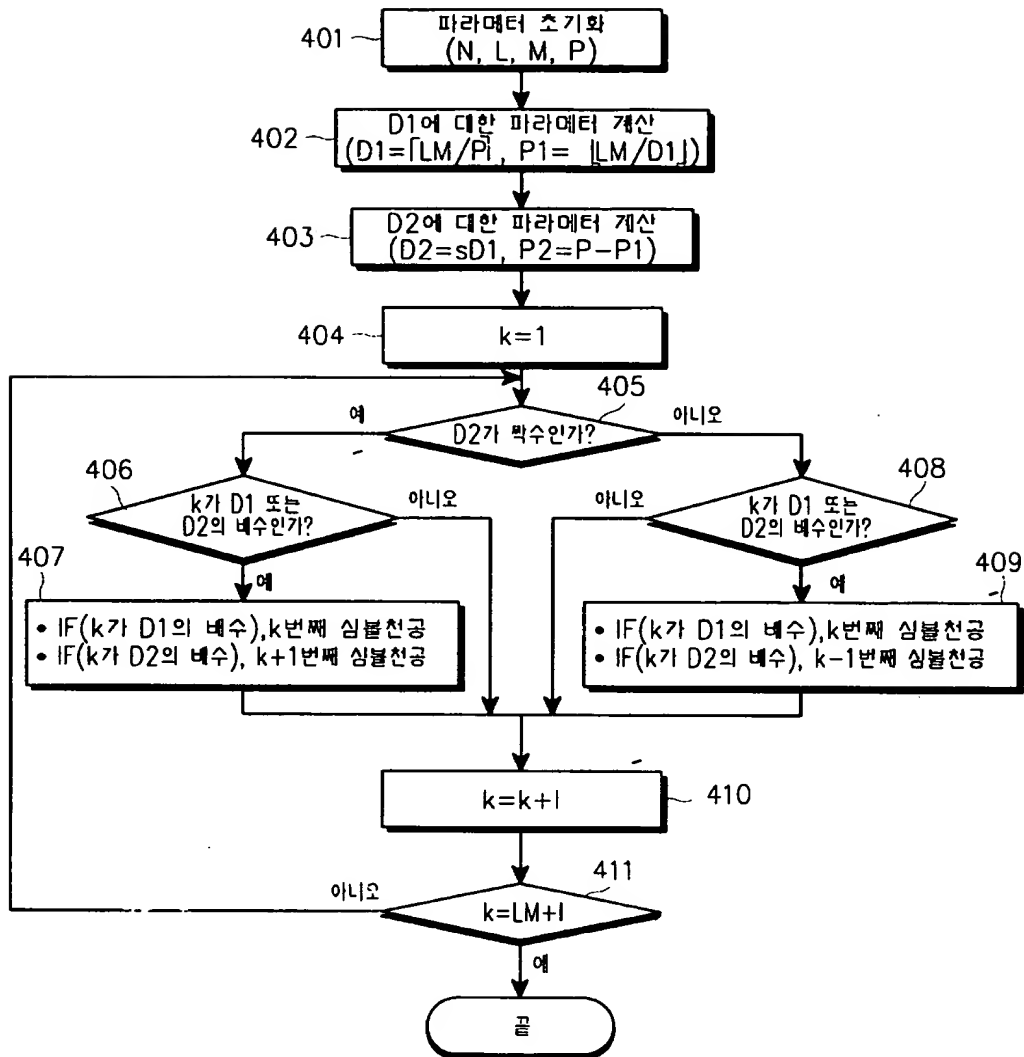 401
파라메터 초기화
(N, L, M, P)
402
D1에 대한 파라메터 계산
(D1=⌈LM/P⌉, P1= ⌊LM/D1⌋)
403
D2에 대한 파라메터 계산
(D2=sD1, P2=P-P1)
404
k=1
405
예
D2가 짝수인가?
아니오
406
k가 D1 또는
D2의 배수인가?
아니오
408
아니오
k가 D1 또는
D2의 배수인가?
407
예
• IF(k가 D1의 배수),k번째 심볼천공
• IF(k가 D2의 배수), k+1번째 심볼천공
409
예
• IF(k가 D1의 배수),k번째 심볼천공
• IF(k가 D2의 배수), k-1번째 심볼천공
k=k+1
410
411
아니오
k=LM+1
예
끝